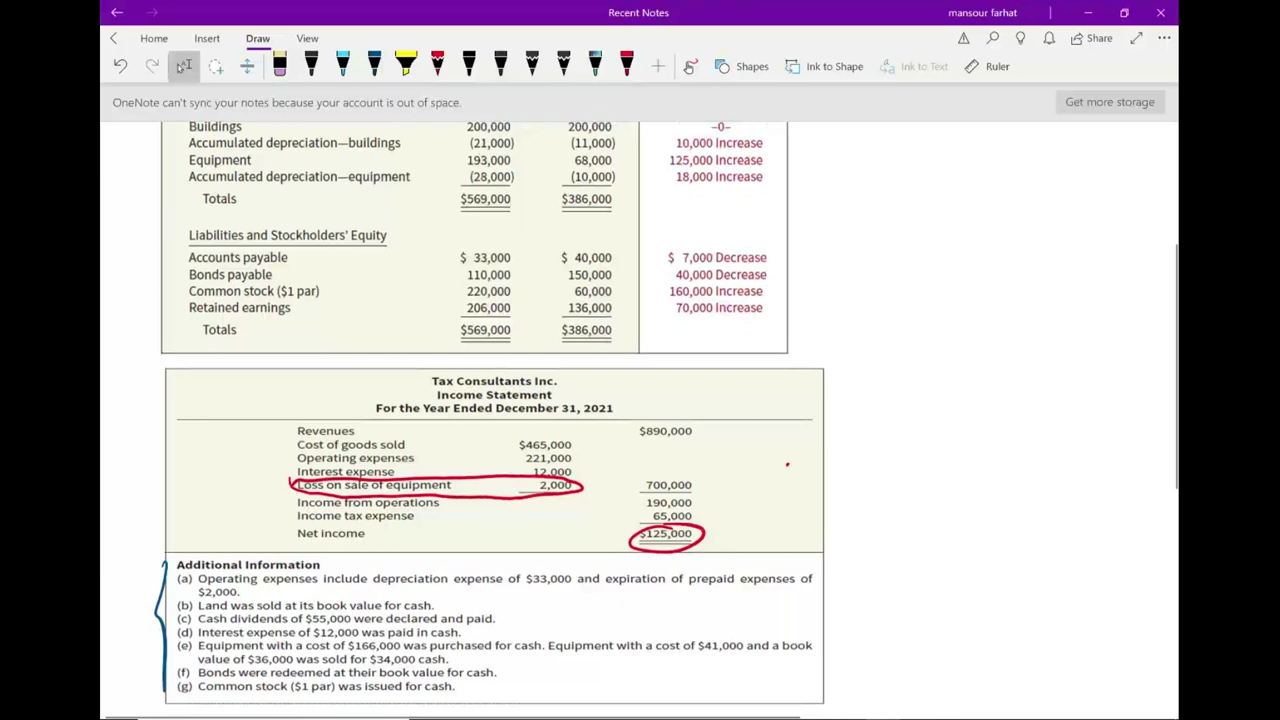 Recent Notes
mansour farhat
Home Insert Draw View
Share
Shapes Ink to Shape Ink to Text Ruler
OneNote can't sync your notes because your account is out of space.
Get more storage
Buildings 200,000 200,000 –0–
Accumulated depreciation—buildings (21,000) (11,000) 10,000 Increase
Equipment 193,000 68,000 125,000 Increase
Accumulated depreciation—equipment (28,000) (10,000) 18,000 Increase
Totals $569,000 $386,000
Liabilities and Stockholders' Equity
Accounts payable $ 33,000 $ 40,000 $ 7,000 Decrease
Bonds payable 110,000 150,000 40,000 Decrease
Common stock ($1 par) 220,000 60,000 160,000 Increase
Retained earnings 206,000 136,000 70,000 Increase
Totals $569,000 $386,000
Tax Consultants Inc.
Income Statement
For the Year Ended December 31, 2021
Revenues $890,000
Cost of goods sold $465,000
Operating expenses 221,000
Interest expense 12,000
Loss on sale of equipment 2,000 700,000
Income from operations 190,000
Income tax expense 65,000
Net income $125,000
Additional Information
(a) Operating expenses include depreciation expense of $33,000 and expiration of prepaid expenses of
$2,000.
(b) Land was sold at its book value for cash.
(c) Cash dividends of $55,000 were declared and paid.
(d) Interest expense of $12,000 was paid in cash.
(e) Equipment with a cost of $166,000 was purchased for cash. Equipment with a cost of $41,000 and a book
value of $36,000 was sold for $34,000 cash.
(f) Bonds were redeemed at their book value for cash.
(g) Common stock ($1 par) was issued for cash.